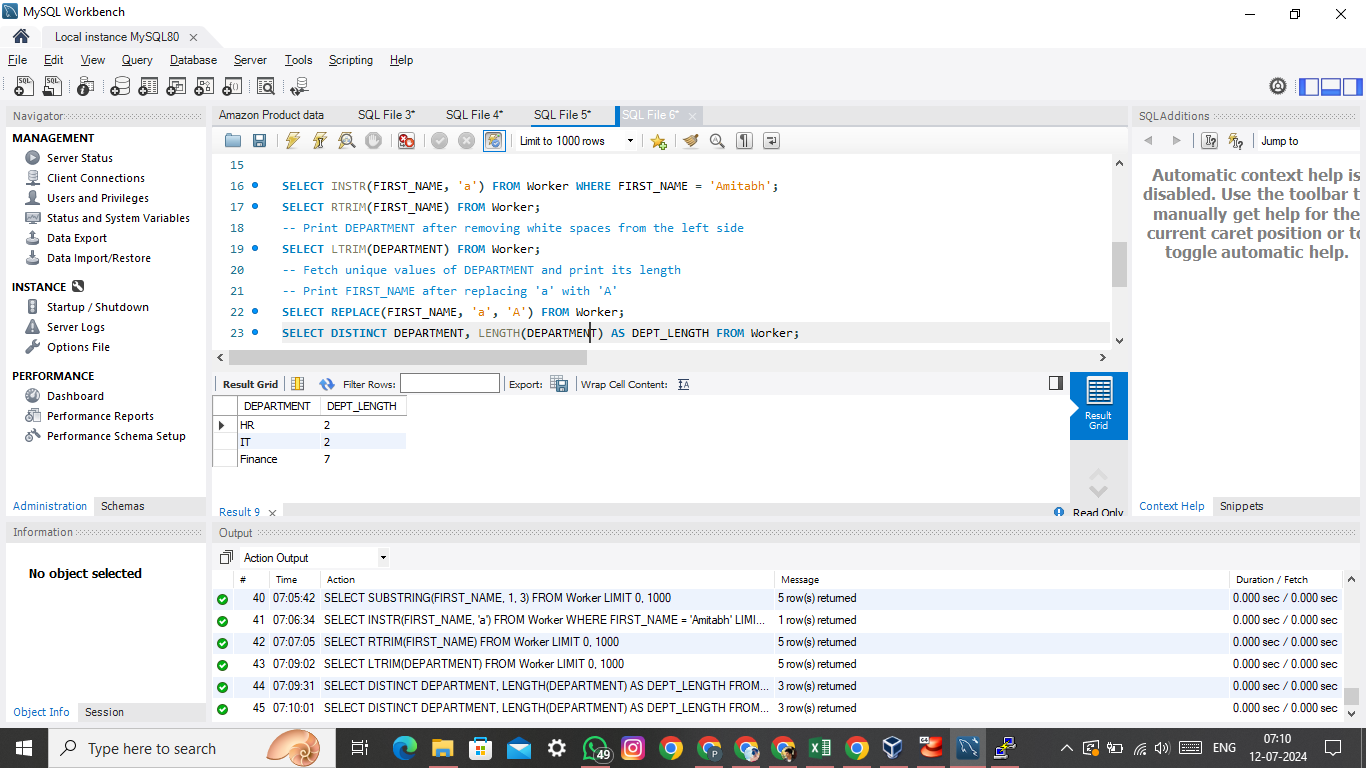 MySQL Workbench
Local instance MySQL80
File Edit View Query Database Server Tools Scripting Help
Navigator
MANAGEMENT
Server Status
Client Connections
Users and Privileges
Status and System Variables
Data Export
Data Import/Restore
INSTANCE
Startup / Shutdown
Server Logs
Options File
PERFORMANCE
Dashboard
Performance Reports
Performance Schema Setup
Administration Schemas
Information
No object selected
Object Info Session
Amazon Product data SQL File 3* SQL File 4* SQL File 5* SQL File 6*
Limit to 1000 rows
15
16 SELECT INSTR(FIRST_NAME, 'a') FROM Worker WHERE FIRST_NAME = 'Amitabh';
17 SELECT RTRIM(FIRST_NAME) FROM Worker;
18 -- Print DEPARTMENT after removing white spaces from the left side
19 SELECT LTRIM(DEPARTMENT) FROM Worker;
20 -- Fetch unique values of DEPARTMENT and print its length
21 -- Print FIRST_NAME after replacing 'a' with 'A'
22 SELECT REPLACE(FIRST_NAME, 'a', 'A') FROM Worker;
23 SELECT DISTINCT DEPARTMENT, LENGTH(DEPARTMENT) AS DEPT_LENGTH FROM Worker;
Result Grid Filter Rows: Export: Wrap Cell Content: IA
DEPARTMENT DEPT_LENGTH
HR 2
IT 2
Finance 7
Result Grid
Result 9
Read Only
SQLAdditions
Jump to
Automatic context help is
disabled. Use the toolbar t
manually get help for the
current caret position or to
toggle automatic help.
Context Help Snippets
Output
Action Output
# Time Action Message Duration / Fetch
40 07:05:42 SELECT SUBSTRING(FIRST_NAME, 1, 3) FROM Worker LIMIT 0, 1000 5 row(s) returned 0.000 sec / 0.000 sec
41 07:06:34 SELECT INSTR(FIRST_NAME, 'a') FROM Worker WHERE FIRST_NAME = 'Amitabh' LIMI... 1 row(s) returned 0.000 sec / 0.000 sec
42 07:07:05 SELECT RTRIM(FIRST_NAME) FROM Worker LIMIT 0, 1000 5 row(s) returned 0.000 sec / 0.000 sec
43 07:09:02 SELECT LTRIM(DEPARTMENT) FROM Worker LIMIT 0, 1000 5 row(s) returned 0.000 sec / 0.000 sec
44 07:09:31 SELECT DISTINCT DEPARTMENT, LENGTH(DEPARTMENT) AS DEPT_LENGTH FROM... 3 row(s) returned 0.000 sec / 0.000 sec
45 07:10:01 SELECT DISTINCT DEPARTMENT, LENGTH(DEPARTMENT) AS DEPT_LENGTH FROM... 3 row(s) returned 0.000 sec / 0.000 sec
Type here to search
49
ENG
07:10
12-07-2024